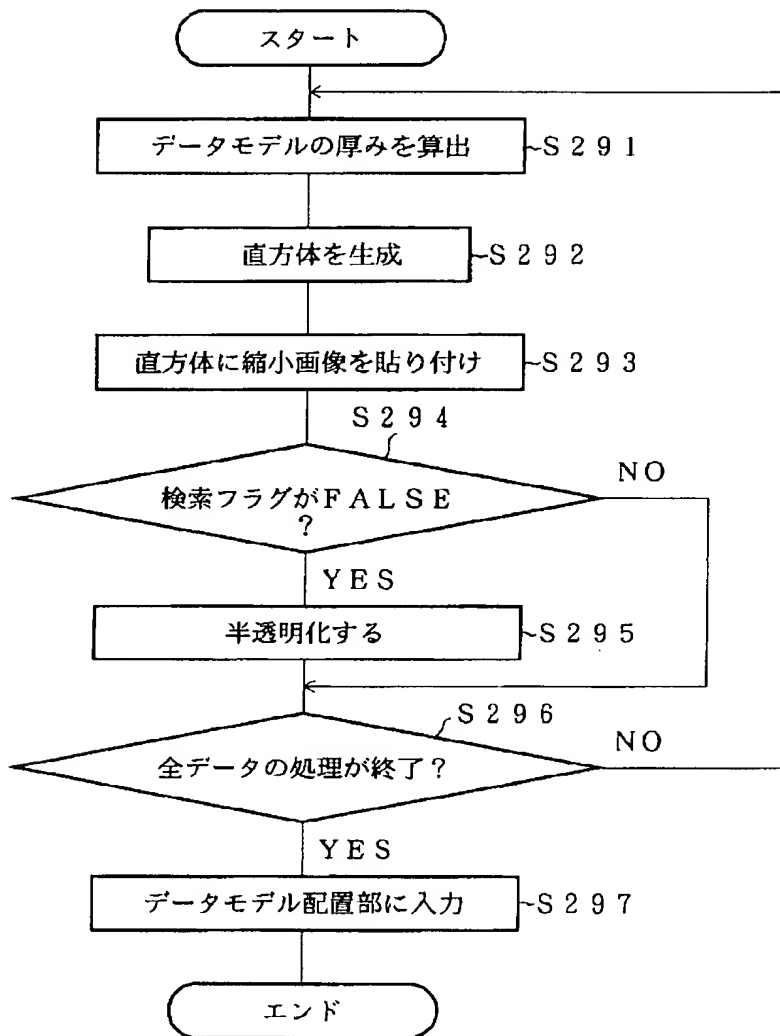 スタート
データモデルの厚みを算出
S291
直方体を生成
S292
直方体に縮小画像を貼り付け
S293
S294
検索フラグがFALSE
?
NO
YES
半透明化する
S295
S296
全データの処理が終了?
NO
YES
データモデル配置部に入力
S297
エンド